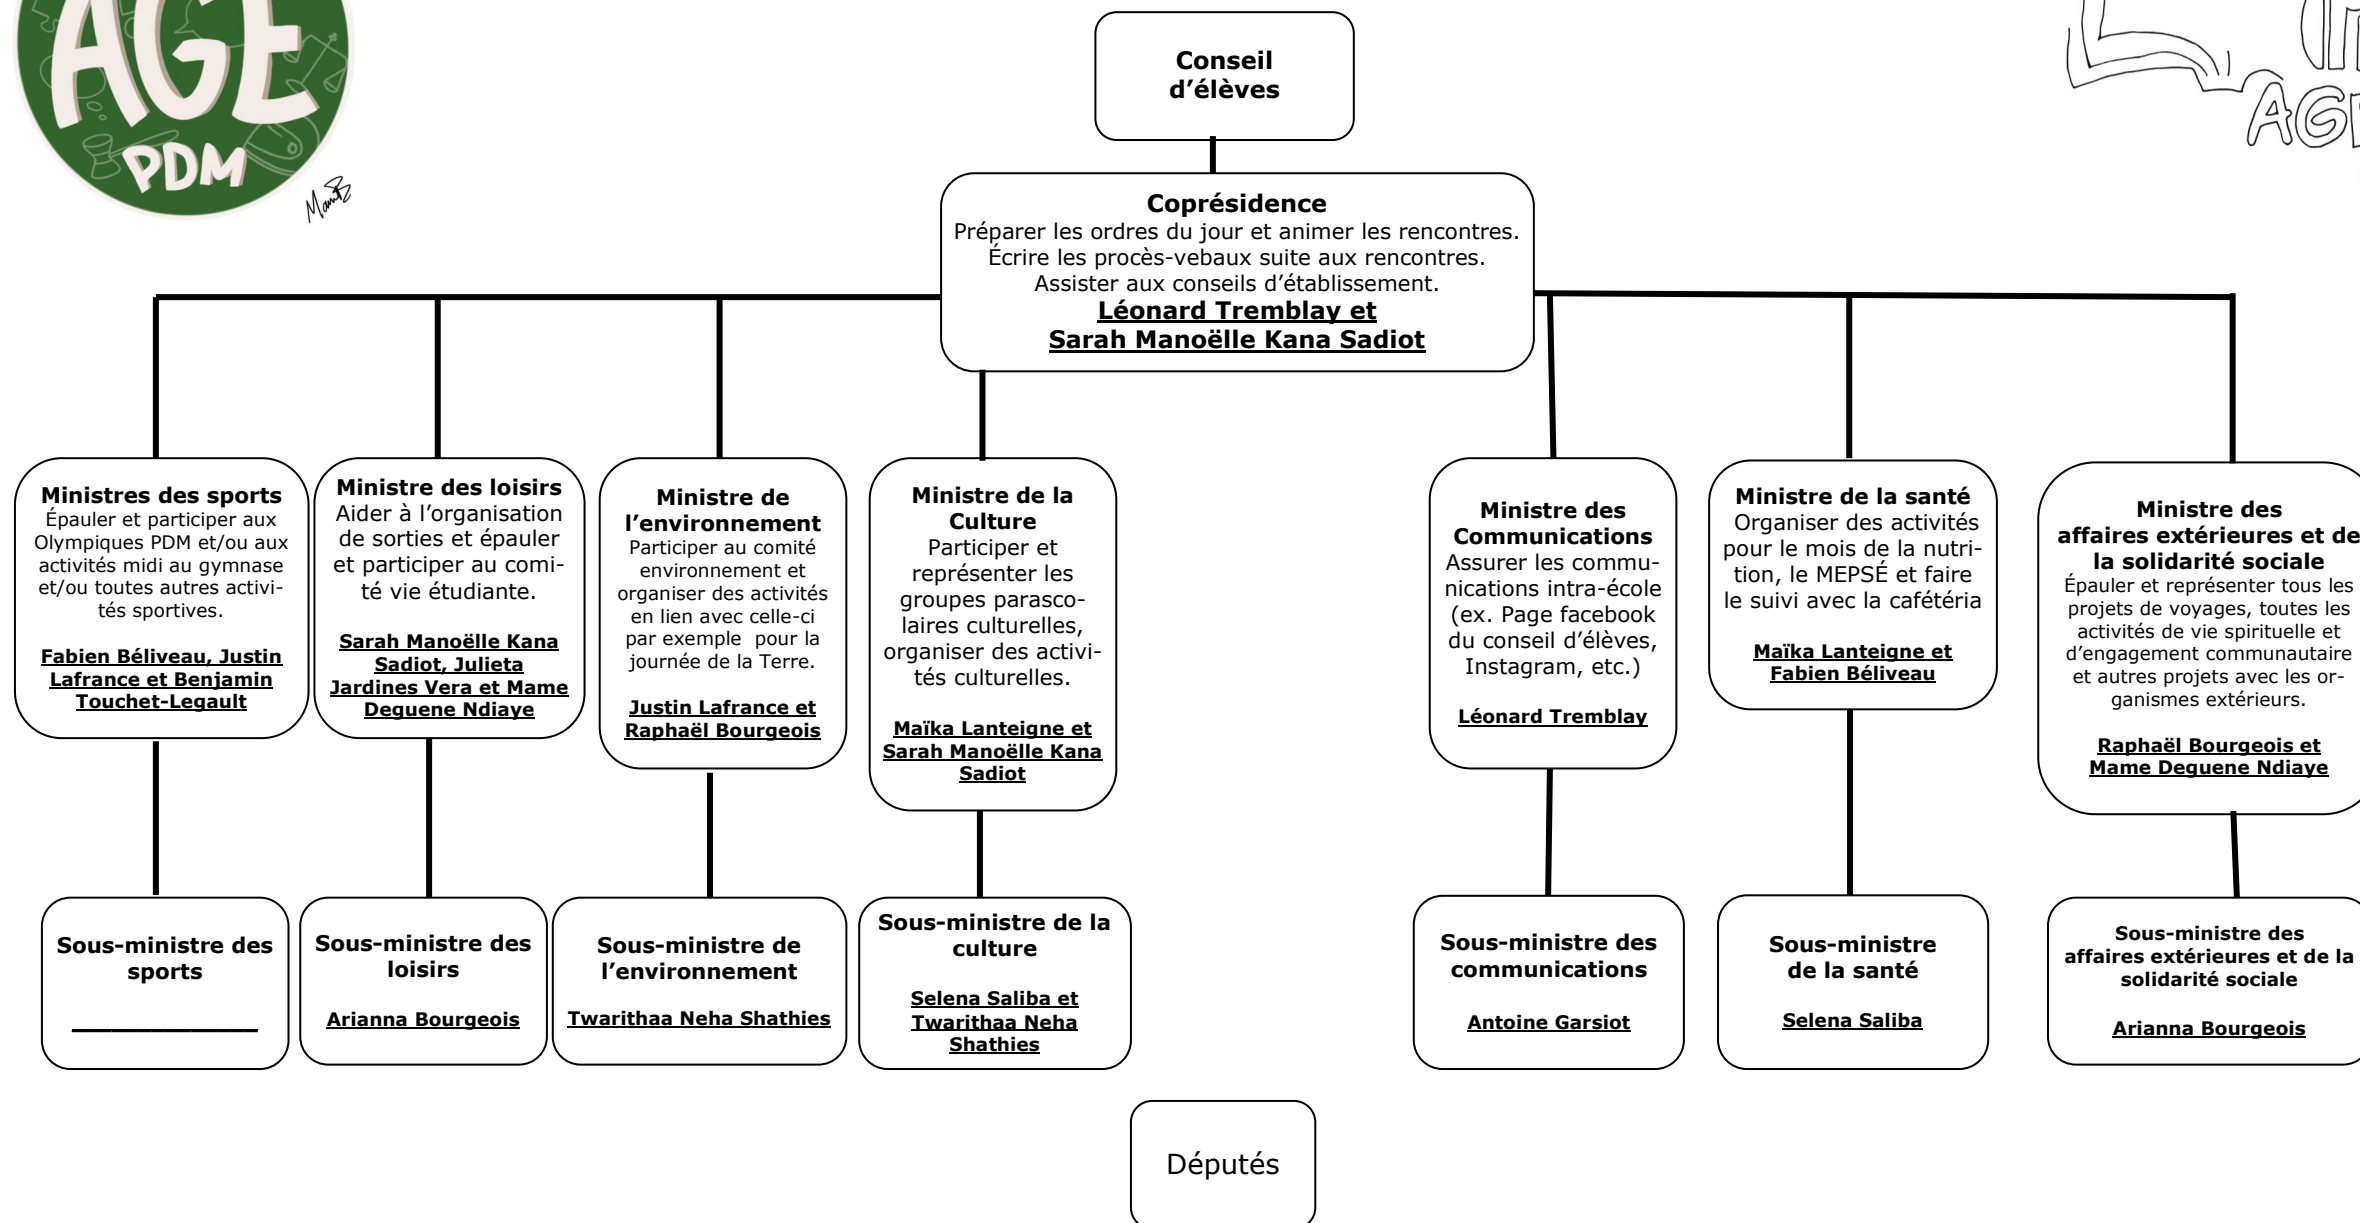 AGE
PDM
AG
Conseil
d’élèves
Coprésidence
Préparer les ordres du jour et animer les rencontres.
Écrire les procès-vebaux suite aux rencontres.
Assister aux conseils d’établissement.
Léonard Tremblay et
Sarah Manoëlle Kana Sadiot
Ministres des sports
Épauler et participer aux
Olympiques PDM et/ou aux
activités midi au gymnase
et/ou toutes autres activi-
tés sportives.
Fabien Béliveau, Justin
Lafrance et Benjamin
Touchet-Legault
Ministre des loisirs
Aider à l’organisation
de sorties et épauler
et participer au comi-
té vie étudiante.
Sarah Manoëlle Kana
Sadiot, Julieta
Jardines Vera et Mame
Deguene Ndiaye
Ministre de
l’environnement
Participer au comité
environnement et
organiser des activités
en lien avec celle-ci
par exemple pour la
journée de la Terre.
Justin Lafrance et
Raphaël Bourgeois
Ministre de la
Culture
Participer et
représenter les
groupes parasco-
laires culturelles,
organiser des activi-
tés culturelles.
Maïka Lanteigne et
Sarah Manoëlle Kana
Sadiot
Ministre des
Communications
Assurer les commu-
nications intra-école
(ex. Page facebook
du conseil d’élèves,
Instagram, etc.)
Léonard Tremblay
Ministre de la santé
Organiser des activités
pour le mois de la nutri-
tion, le MEPSÉ et faire
le suivi avec la cafétéria
Maïka Lanteigne et
Fabien Béliveau
Ministre des
affaires extérieures et de
la solidarité sociale
Épauler et représenter tous les
projets de voyages, toutes les
activités de vie spirituelle et
d’engagement communautaire
et autres projets avec les or-
ganismes extérieurs.
Raphaël Bourgeois et
Mame Deguene Ndiaye
Sous-ministre des
sports
Sous-ministre des
loisirs
Arianna Bourgeois
Sous-ministre de
l’environnement
Twarithaa Neha Shathies
Sous-ministre de la
culture
Selena Saliba et
Twarithaa Neha
Shathies
Sous-ministre des
communications
Antoine Garsiot
Sous-ministre
de la santé
Selena Saliba
Sous-ministre des
affaires extérieures et de la
solidarité sociale
Arianna Bourgeois
Députés